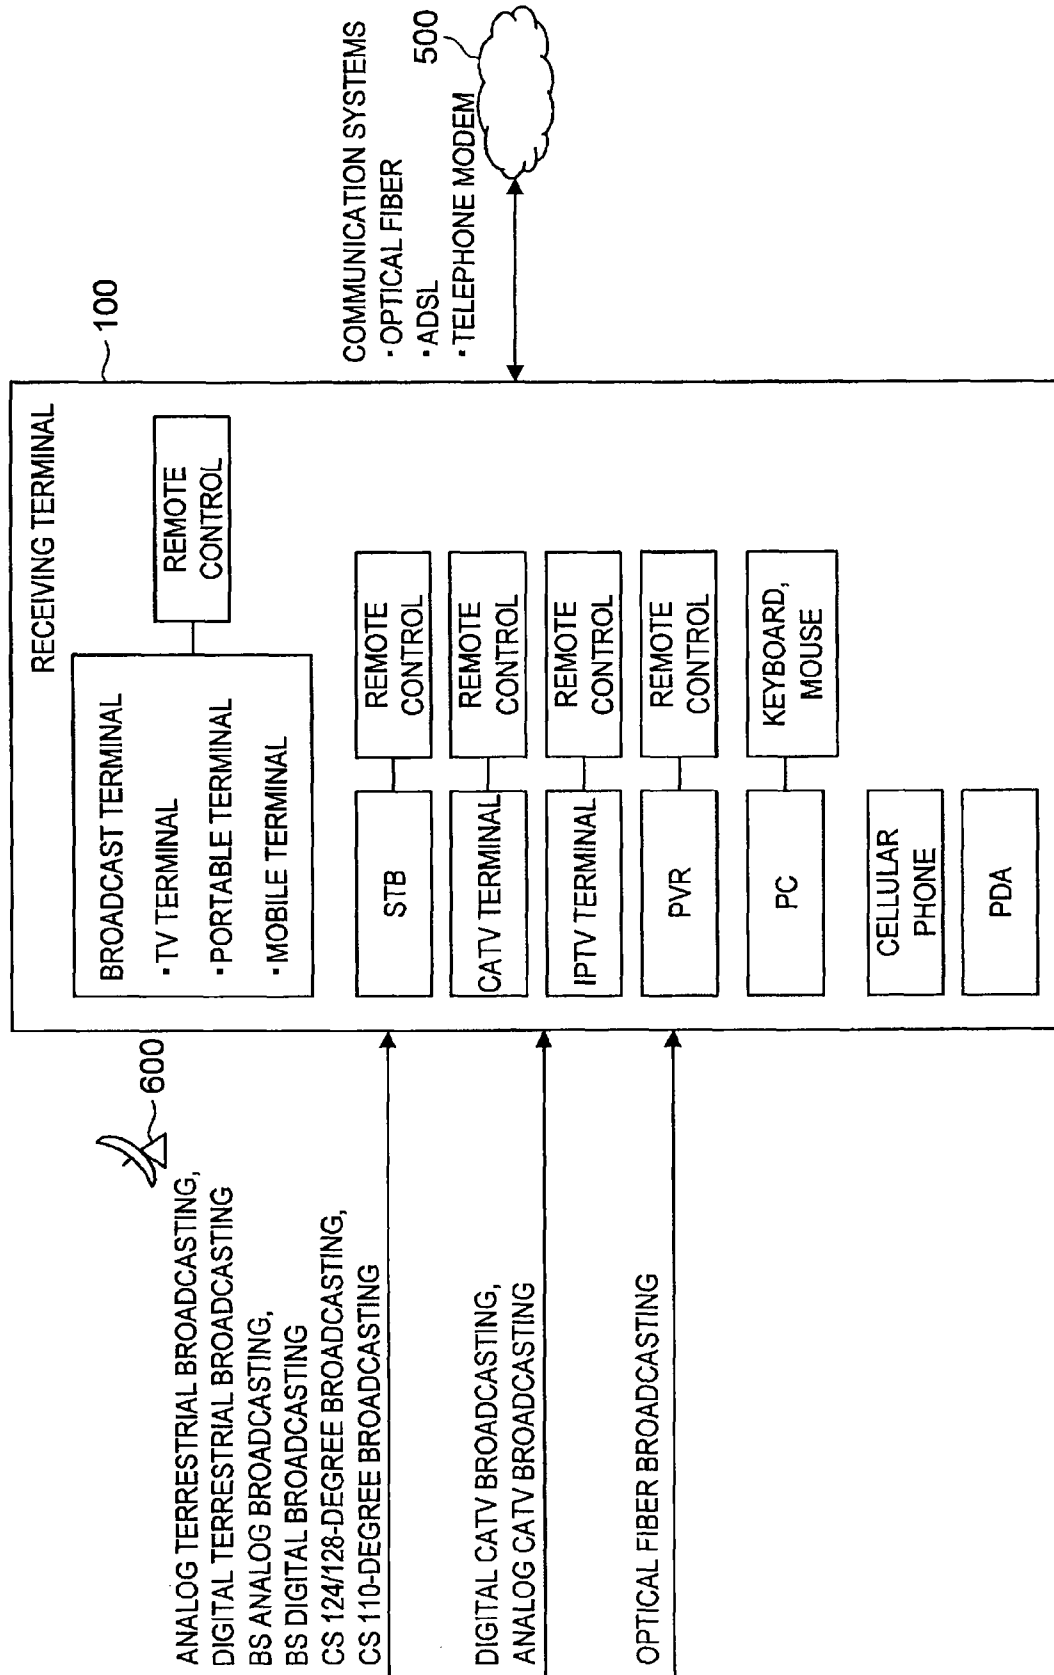 ANALOG TERRESTRIAL BROADCASTING,
DIGITAL TERRESTRIAL BROADCASTING
BS ANALOG BROADCASTING,
BS DIGITAL BROADCASTING
CS 124/128-DEGREE BROADCASTING,
CS 110-DEGREE BROADCASTING
600
DIGITAL CATV BROADCASTING,
ANALOG CATV BROADCASTING
OPTICAL FIBER BROADCASTING
RECEIVING TERMINAL
100
BROADCAST TERMINAL
・TV TERMINAL
・PORTABLE TERMINAL
・MOBILE TERMINAL
REMOTE
CONTROL
STB
REMOTE
CONTROL
CATV TERMINAL
REMOTE
CONTROL
IPTV TERMINAL
REMOTE
CONTROL
PVR
REMOTE
CONTROL
PC
KEYBOARD,
MOUSE
CELLULAR
PHONE
PDA
COMMUNICATION SYSTEMS
・OPTICAL FIBER
・ADSL
・TELEPHONE MODEM
500